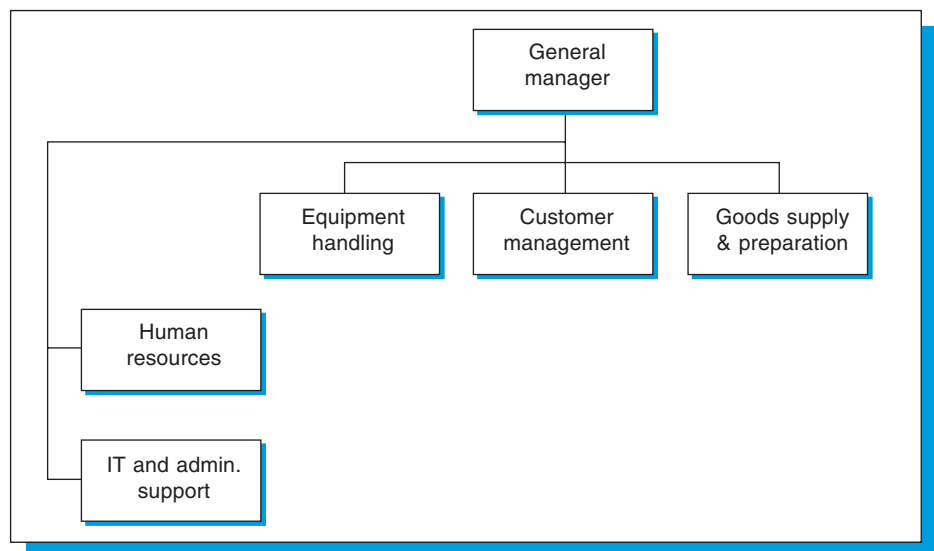 General
manager
Equipment
handling
Customer
management
Goods supply
& preparation
Human
resources
IT and admin.
support